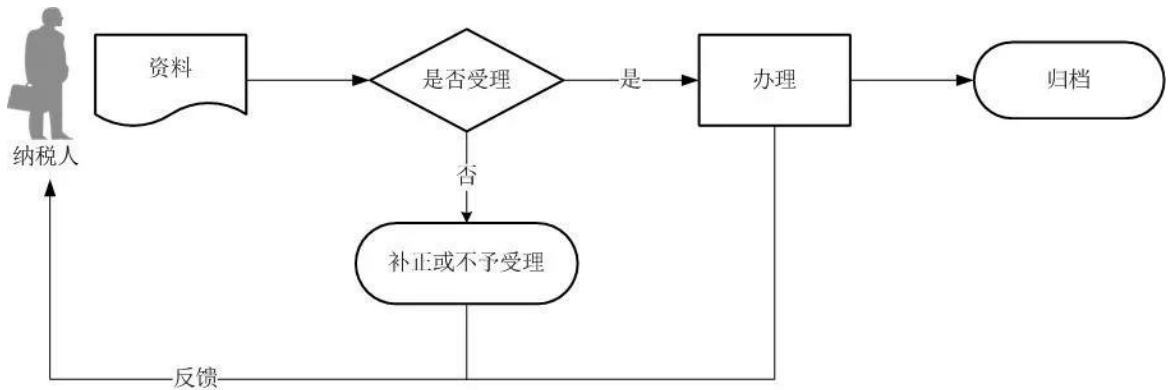 资料
是否受理
是
办理
归档
纳税人
否
补正或不予受理
反馈